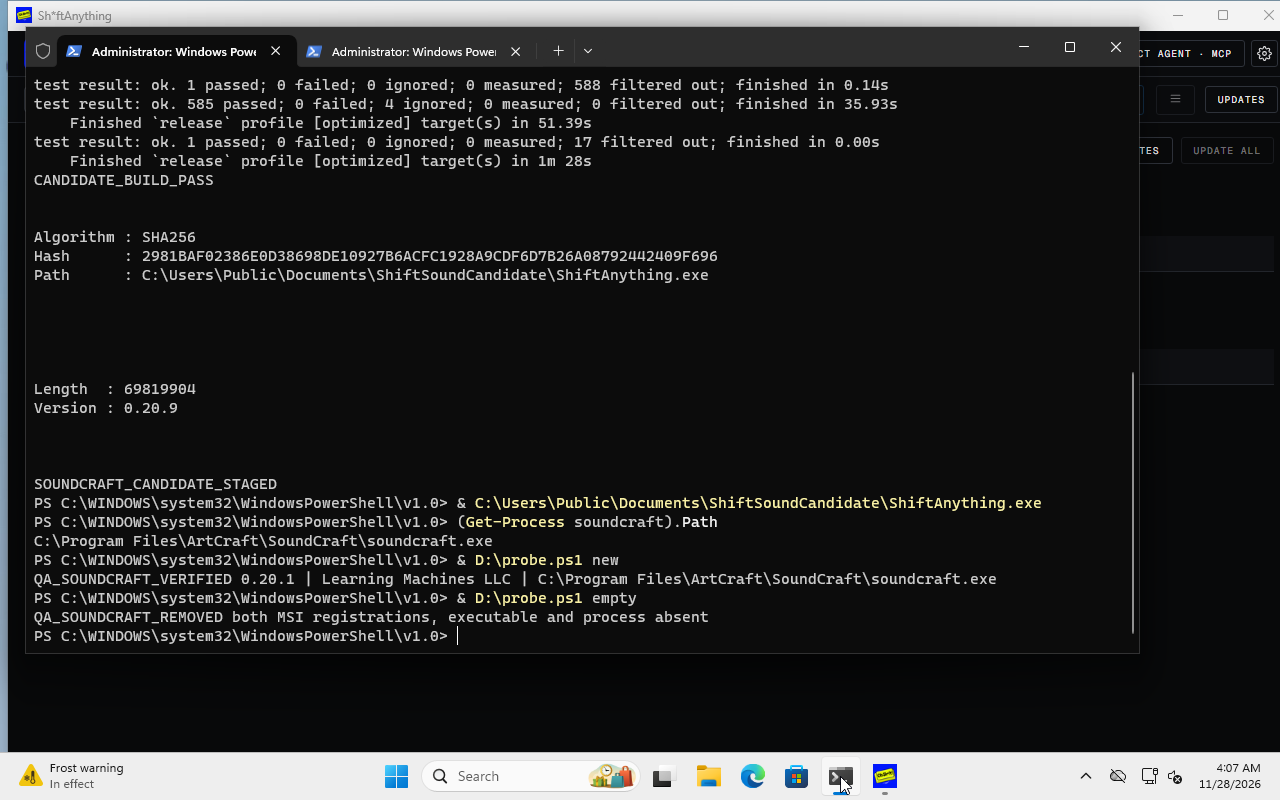 Sh*ftAnything
Administrator: Windows Powe
Administrator: Windows Power
CT AGENT · MCP
UPDATES
TES
UPDATE ALL
test result: ok. 1 passed; 0 failed; 0 ignored; 0 measured; 588 filtered out; finished in 0.14s
test result: ok. 585 passed; 0 failed; 4 ignored; 0 measured; 0 filtered out; finished in 35.93s
Finished `release` profile [optimized] target(s) in 51.39s
test result: ok. 1 passed; 0 failed; 0 ignored; 0 measured; 17 filtered out; finished in 0.00s
Finished `release` profile [optimized] target(s) in 1m 28s
CANDIDATE_BUILD_PASS
Algorithm : SHA256
Hash : 2981BAF02386E0D38698DE10927B6ACFC1928A9CDF6D7B26A08792442409F696
Path : C:\Users\Public\Documents\ShiftSoundCandidate\ShiftAnything.exe
Length : 69819904
Version : 0.20.9
SOUNDCRAFT_CANDIDATE_STAGED
PS C:\WINDOWS\system32\WindowsPowerShell\v1.0> & C:\Users\Public\Documents\ShiftSoundCandidate\ShiftAnything.exe
PS C:\WINDOWS\system32\WindowsPowerShell\v1.0> (Get-Process soundcraft).Path
C:\Program Files\ArtCraft\SoundCraft\soundcraft.exe
PS C:\WINDOWS\system32\WindowsPowerShell\v1.0> & D:\probe.ps1 new
QA_SOUNDCRAFT_VERIFIED 0.20.1 | Learning Machines LLC | C:\Program Files\ArtCraft\SoundCraft\soundcraft.exe
PS C:\WINDOWS\system32\WindowsPowerShell\v1.0> & D:\probe.ps1 empty
QA_SOUNDCRAFT_REMOVED both MSI registrations, executable and process absent
PS C:\WINDOWS\system32\WindowsPowerShell\v1.0>
Frost warning
In effect
Search
4:07 AM
11/28/2026